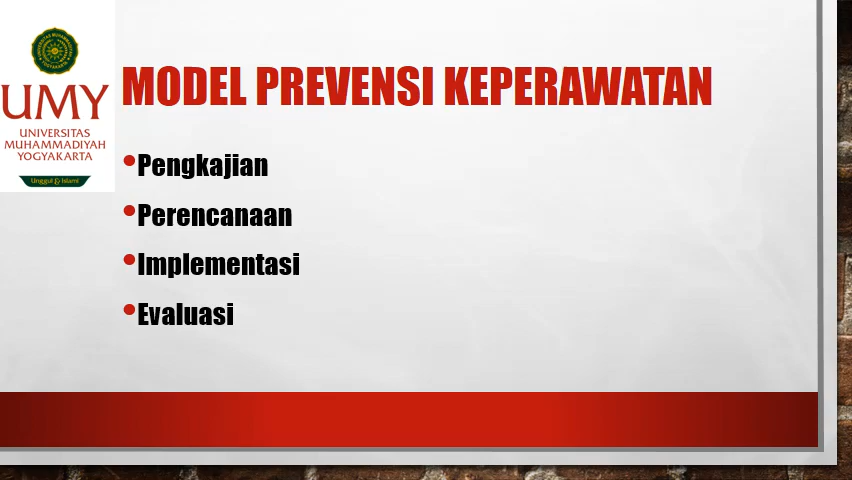 UMY
UNIVERSITAS
MUHAMMADIYAH
YOGYAKARTA
Unggul & Islami
MODEL PREVENSI KEPERAWATAN
•Pengkajian
•Perencanaan
•Implementasi
•Evaluasi